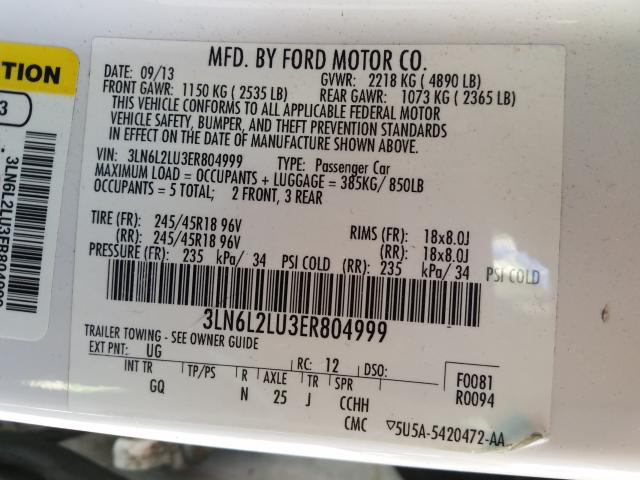 MFD. BY FORD MOTOR CO.
DATE: 09/13 GVWR: 2218 KG ( 4890 LB)
FRONT GAWR: 1150 KG ( 2535 LB) REAR GAWR: 1073 KG ( 2365 LB)
THIS VEHICLE CONFORMS TO ALL APPLICABLE FEDERAL MOTOR
VEHICLE SAFETY, BUMPER, AND THEFT PREVENTION STANDARDS
IN EFFECT ON THE DATE OF MANUFACTURE SHOWN ABOVE.
VIN: 3LN6L2LU3ER804999 TYPE: Passenger Car
MAXIMUM LOAD = OCCUPANTS + LUGGAGE = 385KG/ 850LB
OCCUPANTS = 5 TOTAL; 2 FRONT, 3 REAR
TIRE (FR): 245/45R18 96V RIMS (FR): 18x8.0J
(RR): 245/45R18 96V (RR): 18x8.0J
PRESSURE (FR): 235 kPa/ 34 PSI COLD (RR): 235 kPa/ 34 PSI COLD
3LN6L2LU3ER804999
TRAILER TOWING - SEE OWNER GUIDE
EXT PNT: UG RC: 12 DSO:
F0081
R0094
INT TR TP/PS R AXLE TR SPR
GQ N 25 J CCHH
CMC ▽5U5A-5420472-AA
TION
3
3LN6L2LU3ER804999